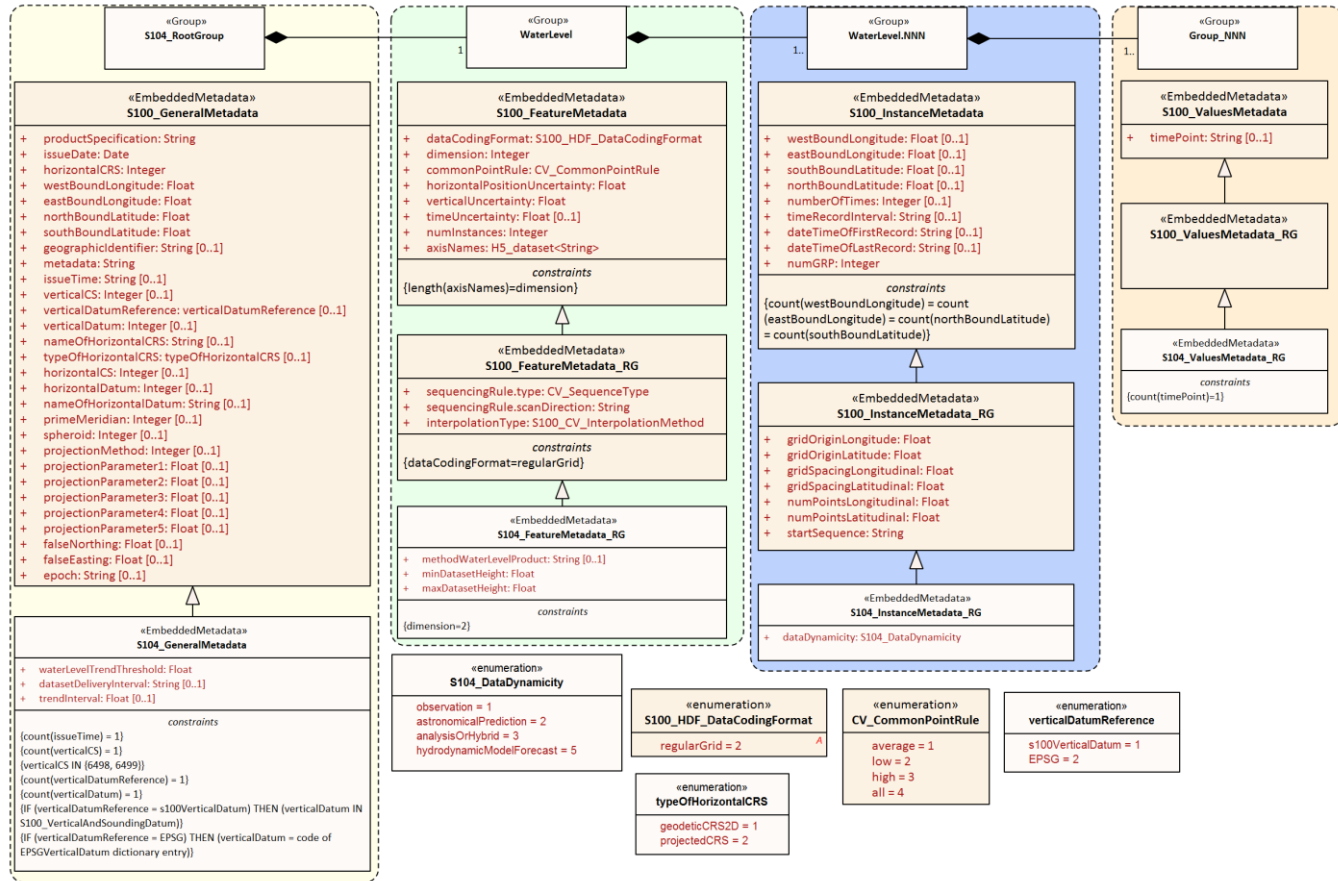 «Group»
S104_RootGroup
1
«Group»
WaterLevel
1..
«Group»
WaterLevel.NNN
1..
«Group»
Group_NNN
«EmbeddedMetadata»
S100_GeneralMetadata
+ productSpecification: String
+ issueDate: Date
+ horizontalCRS: Integer
+ westBoundLongitude: Float
+ eastBoundLongitude: Float
+ northBoundLatitude: Float
+ southBoundLatitude: Float
+ geographicIdentifier: String [0..1]
+ metadata: String
+ issueTime: String [0..1]
+ verticalCS: Integer [0..1]
+ verticalDatumReference: verticalDatumReference [0..1]
+ verticalDatum: Integer [0..1]
+ nameOfHorizontalCRS: String [0..1]
+ typeOfHorizontalCRS: typeOfHorizontalCRS [0..1]
+ horizontalCS: Integer [0..1]
+ horizontalDatum: Integer [0..1]
+ nameOfHorizontalDatum: String [0..1]
+ primeMeridian: Integer [0..1]
+ spheroid: Integer [0..1]
+ projectionMethod: Integer [0..1]
+ projectionParameter1: Float [0..1]
+ projectionParameter2: Float [0..1]
+ projectionParameter3: Float [0..1]
+ projectionParameter4: Float [0..1]
+ projectionParameter5: Float [0..1]
+ falseNorthing: Float [0..1]
+ falseEasting: Float [0..1]
+ epoch: String [0..1]
«EmbeddedMetadata»
S104_GeneralMetadata
+ waterLevelTrendThreshold: Float
+ datasetDeliveryInterval: String [0..1]
+ trendInterval: Float [0..1]
constraints
{count(issueTime) = 1}
{count(verticalCS) = 1}
{verticalCS IN {6498, 6499}}
{count(verticalDatumReference) = 1}
{count(verticalDatum) = 1}
{IF (verticalDatumReference = s100VerticalDatum) THEN (verticalDatum IN
S100_VerticalAndSoundingDatum)}
{IF (verticalDatumReference = EPSG) THEN (verticalDatum = code of
EPSGVerticalDatum dictionary entry)}
«EmbeddedMetadata»
S100_FeatureMetadata
+ dataCodingFormat: S100_HDF_DataCodingFormat
+ dimension: Integer
+ commonPointRule: CV_CommonPointRule
+ horizontalPositionUncertainty: Float
+ verticalUncertainty: Float
+ timeUncertainty: Float [0..1]
+ numInstances: Integer
+ axisNames: H5_dataset<String>
constraints
{length(axisNames)=dimension}
«EmbeddedMetadata»
S100_FeatureMetadata_RG
+ sequencingRule.type: CV_SequenceType
+ sequencingRule.scanDirection: String
+ interpolationType: S100_CV_InterpolationMethod
constraints
{dataCodingFormat=regularGrid}
«EmbeddedMetadata»
S104_FeatureMetadata_RG
+ methodWaterLevelProduct: String [0..1]
+ minDatasetHeight: Float
+ maxDatasetHeight: Float
constraints
{dimension=2}
«EmbeddedMetadata»
S100_InstanceMetadata
+ westBoundLongitude: Float [0..1]
+ eastBoundLongitude: Float [0..1]
+ southBoundLatitude: Float [0..1]
+ northBoundLatitude: Float [0..1]
+ numberOfTimes: Integer [0..1]
+ timeRecordInterval: String [0..1]
+ dateTimeOfFirstRecord: String [0..1]
+ dateTimeOfLastRecord: String [0..1]
+ numGRP: Integer
constraints
{count(westBoundLongitude) = count
(eastBoundLongitude) = count(northBoundLatitude)
= count(southBoundLatitude)}
«EmbeddedMetadata»
S100_InstanceMetadata_RG
+ gridOriginLongitude: Float
+ gridOriginLatitude: Float
+ gridSpacingLongitudinal: Float
+ gridSpacingLatitudinal: Float
+ numPointsLongitudinal: Float
+ numPointsLatitudinal: Float
+ startSequence: String
«EmbeddedMetadata»
S104_InstanceMetadata_RG
+ dataDynamicity: S104_DataDynamicity
«EmbeddedMetadata»
S100_ValuesMetadata
+ timePoint: String [0..1]
«EmbeddedMetadata»
S100_ValuesMetadata_RG
«EmbeddedMetadata»
S104_ValuesMetadata_RG
constraints
{count(timePoint)=1}
«enumeration»
S104_DataDynamicity
observation = 1
astronomicalPrediction = 2
analysisOrHybrid = 3
hydrodynamicModelForecast = 5
«enumeration»
S100_HDF_DataCodingFormat
regularGrid = 2
A
«enumeration»
typeOfHorizontalCRS
geodeticCRS2D = 1
projectedCRS = 2
«enumeration»
CV_CommonPointRule
average = 1
low = 2
high = 3
all = 4
«enumeration»
verticalDatumReference
s100VerticalDatum = 1
EPSG = 2